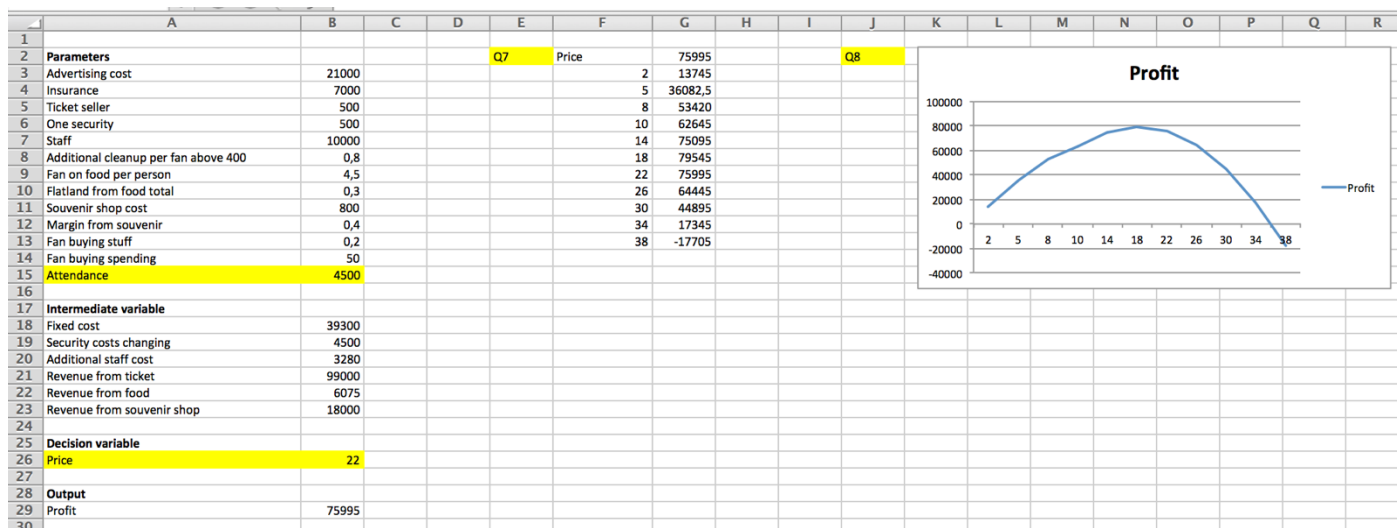 A B C D E F G H I J K L M N O P Q R
1
2 Parameters Q7 Price 75995 Q8
3 Advertising cost 21000 2 13745
4 Insurance 7000 5 36082,5
5 Ticket seller 500 8 53420
6 One security 500 10 62645
7 Staff 10000 14 75095
8 Additional cleanup per fan above 400 0,8 18 79545
9 Fan on food per person 4,5 22 75995
10 Flatland from food total 0,3 26 64445
11 Souvenir shop cost 800 30 44895
12 Margin from souvenir 0,4 34 17345
13 Fan buying stuff 0,2 38 -17705
14 Fan buying spending 50
15 Attendance 4500
16
17 Intermediate variable
18 Fixed cost 39300
19 Security costs changing 4500
20 Additional staff cost 3280
21 Revenue from ticket 99000
22 Revenue from food 6075
23 Revenue from souvenir shop 18000
24
25 Decision variable
26 Price 22
27
28 Output
29 Profit 75995
30
Profit
100000
80000
60000
40000
20000
0
-20000
-40000
2 5 8 10 14 18 22 26 30 34 38
Profit